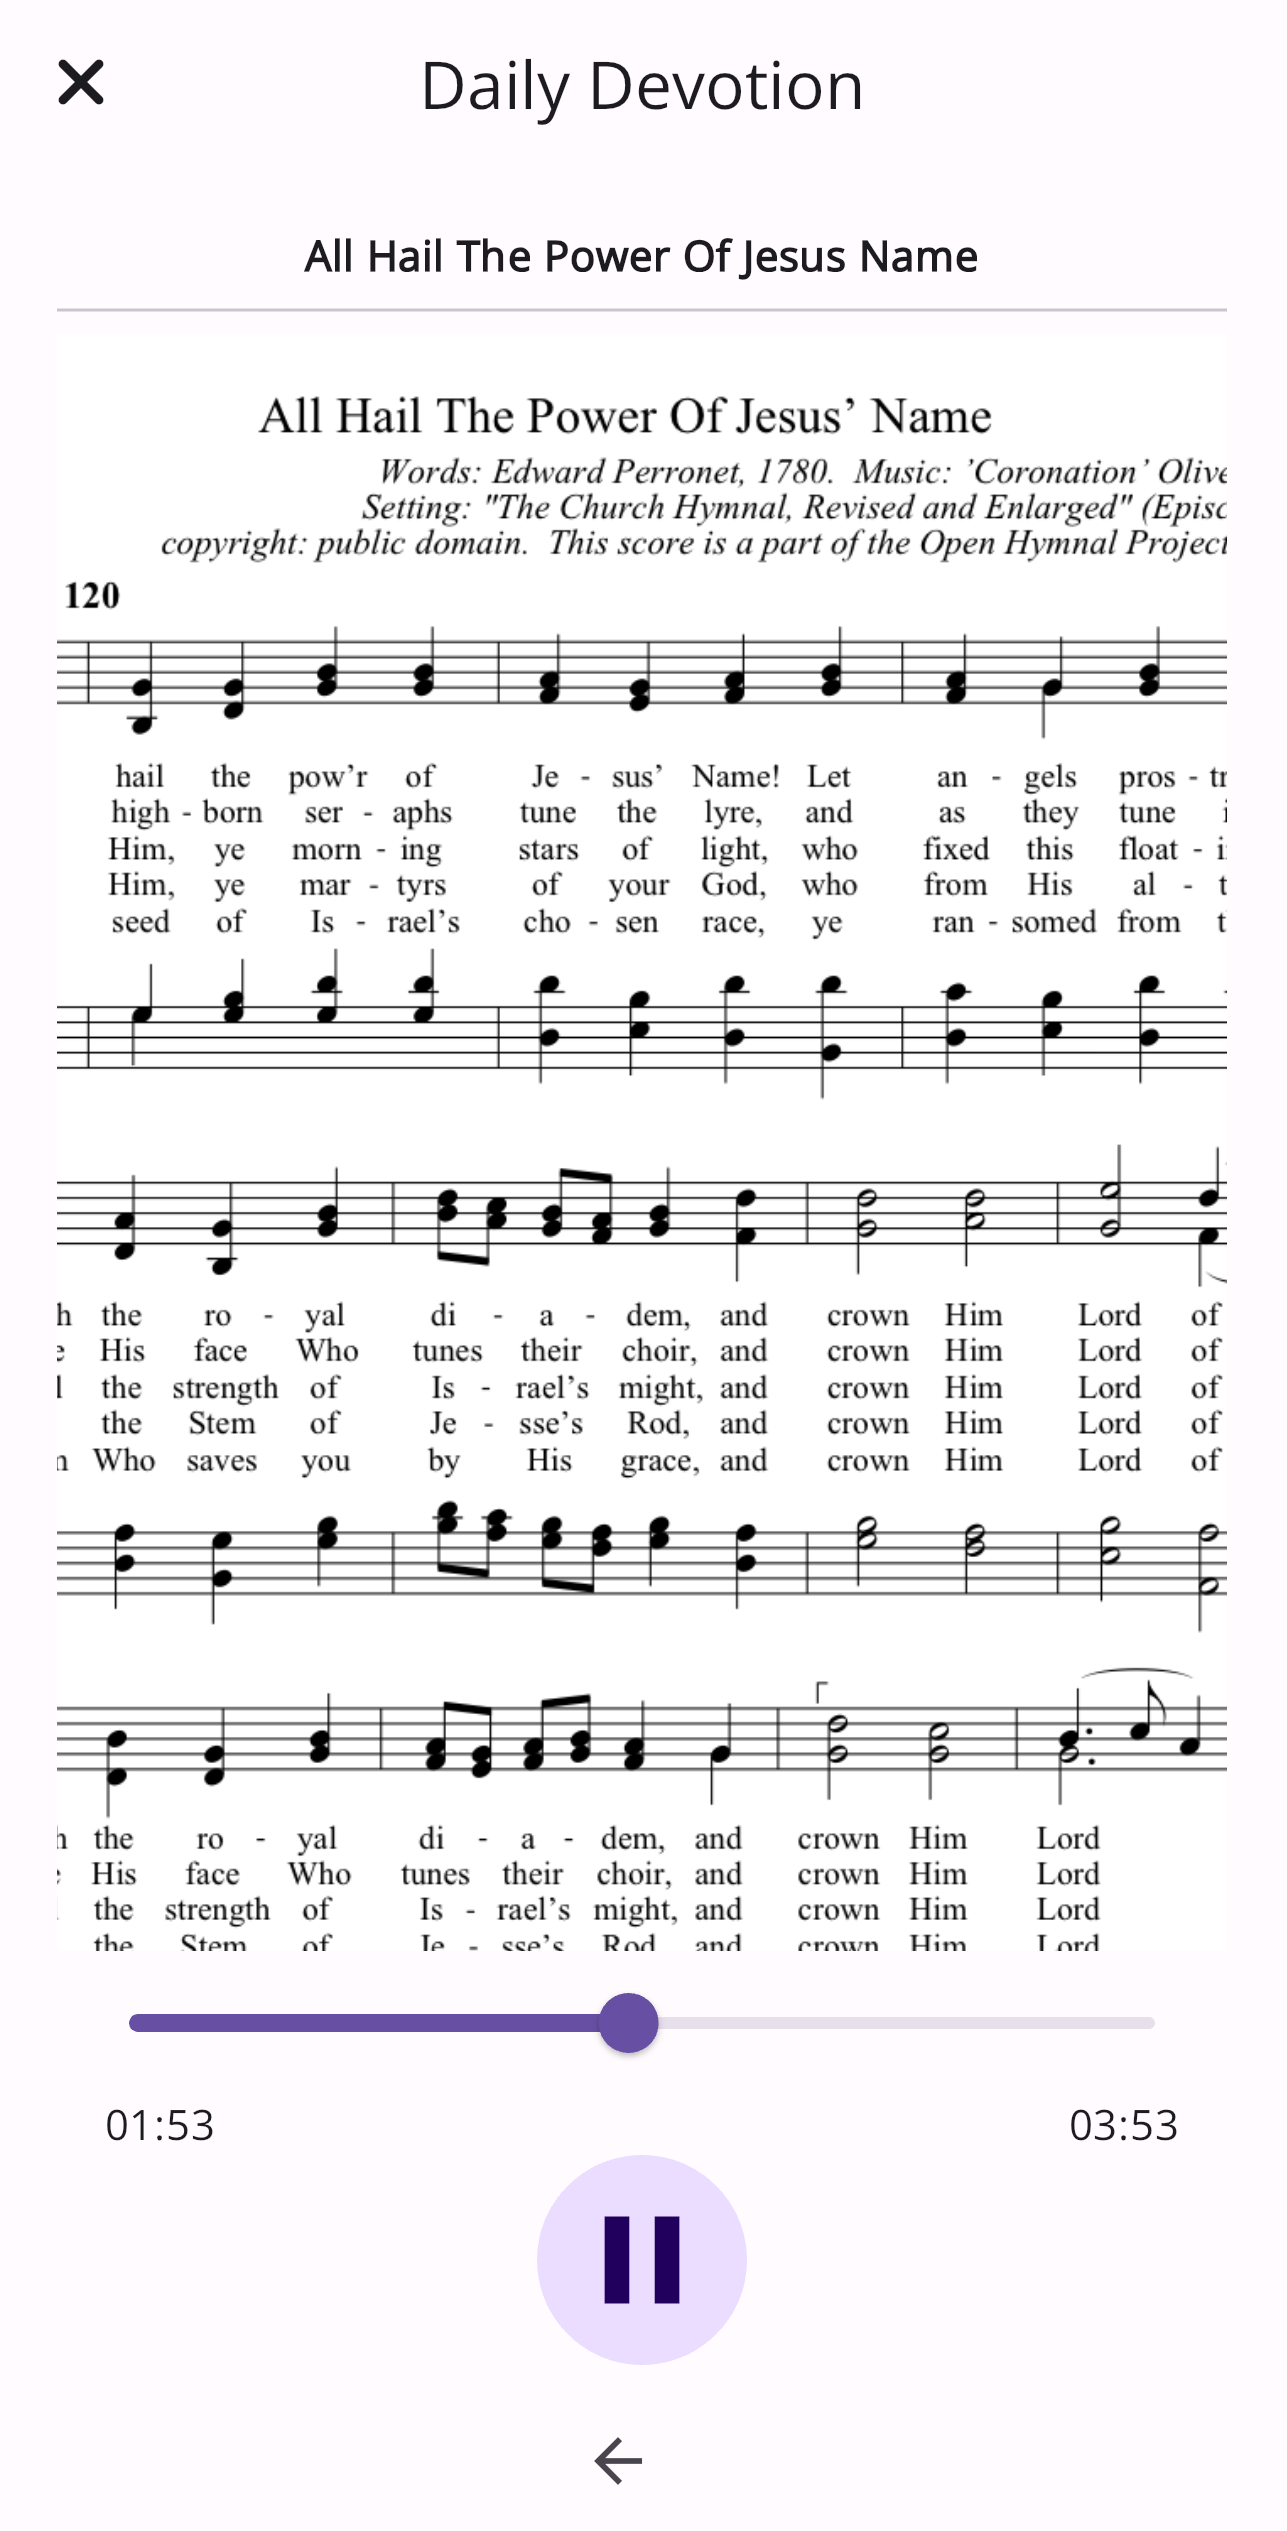 Daily Devotion
All Hail The Power Of Jesus Name
All Hail The Power Of Jesus’ Name
Words: Edward Perronet, 1780. Music: ’Coronation’
Setting: "The Church Hymnal, Revised and Enlarged"
copyright: public domain. This score is a part of the Open Hymnal Project
120
hail the pow’r of Je - sus’ Name! Let an - gels pros -
high - born ser - aphs tune the lyre, and as they tune
Him, ye morn - ing stars of light, who fixed this float -
Him, ye mar - tyrs of your God, who from His al -
seed of Is - rael’s cho - sen race, ye ran - somed from
the ro - yal di - a - dem, and crown Him Lord of
His face Who tunes their choir, and crown Him Lord of
the strength of Is - rael’s might, and crown Him Lord of
the Stem of Je - sse’s Rod, and crown Him Lord of
Who saves you by His grace, and crown Him Lord of
the ro - yal di - a - dem, and crown Him Lord
His face Who tunes their choir, and crown Him Lord
the strength of Is - rael’s might, and crown Him Lord
the Stem of Je - sse’s Rod and crown Him Lord
01:53
03:53